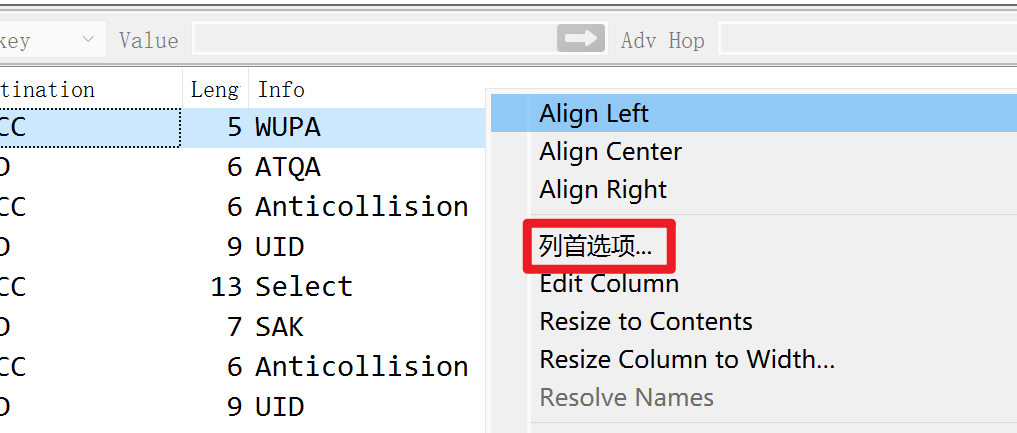 key Value Adv Hop
tination Leng Info
CC 5 WUPA
D 6 ATQA
CC 6 Anticollision
D 9 UID
CC 13 Select
D 7 SAK
CC 6 Anticollision
D 9 UID
Align Left
Align Center
Align Right
列首选项...
Edit Column
Resize to Contents
Resize Column to Width...
Resolve Names